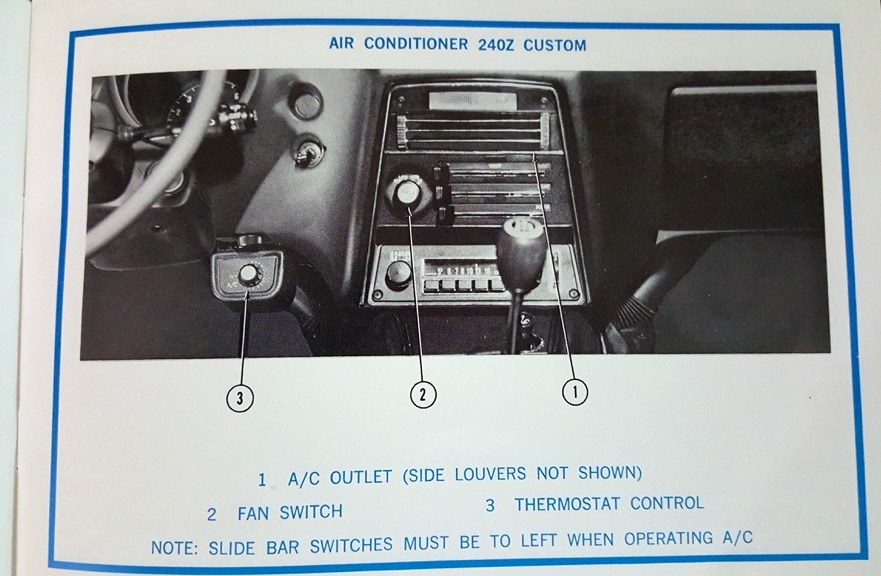 AIR CONDITIONER 240Z CUSTOM
A/C
3
2
1
1 A/C OUTLET (SIDE LOUVERS NOT SHOWN)
2 FAN SWITCH 3 THERMOSTAT CONTROL
NOTE: SLIDE BAR SWITCHES MUST BE TO LEFT WHEN OPERATING A/C